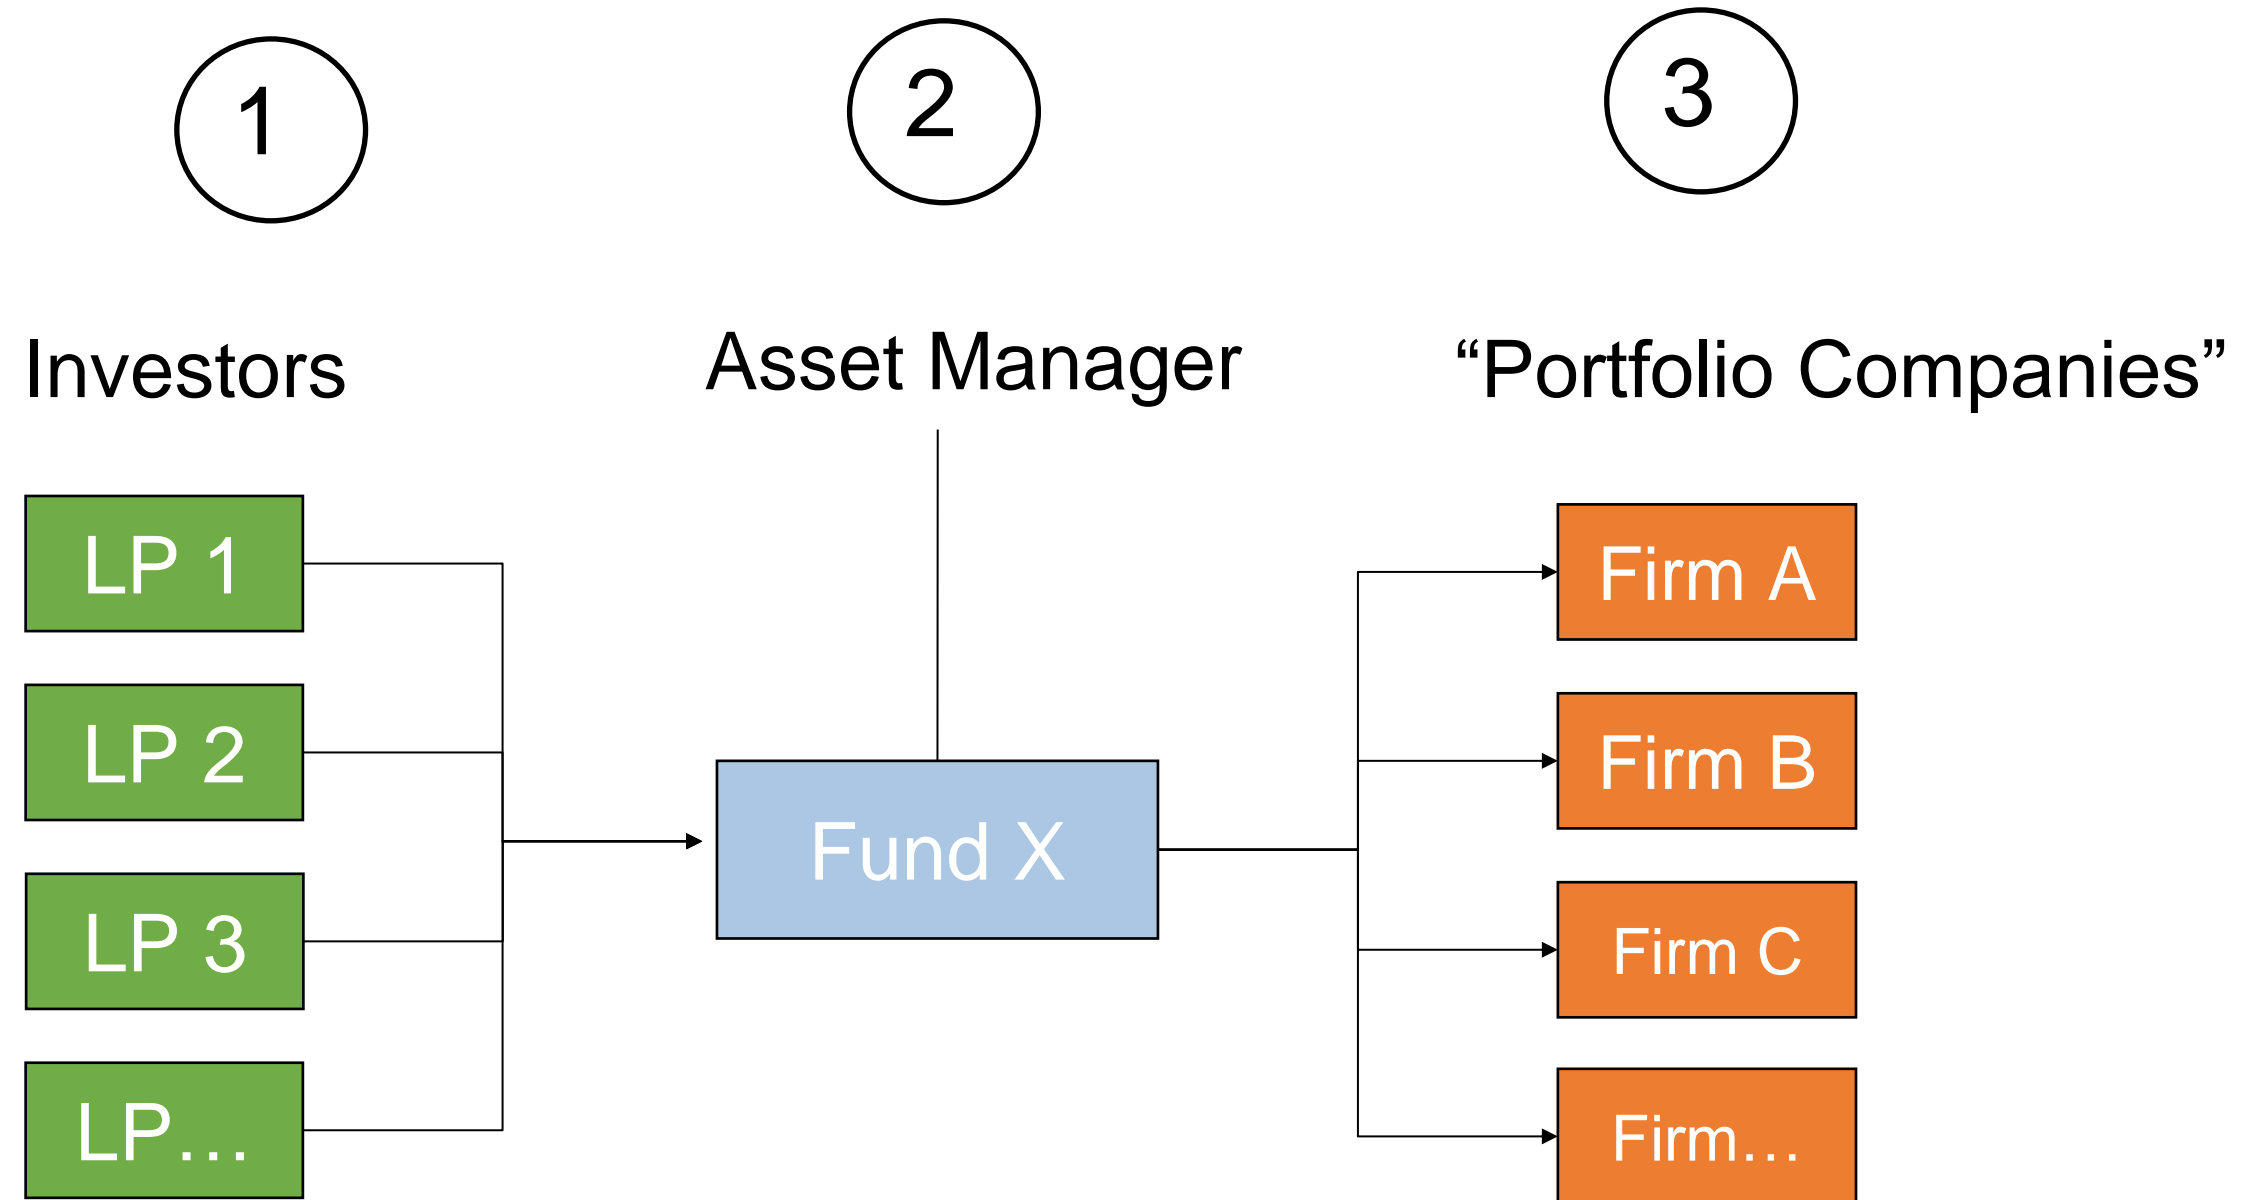 1
2
3
Investors
Asset Manager
“Portfolio Companies”
LP 1
LP 2
LP 3
LP…
Fund X
Firm A
Firm B
Firm C
Firm…